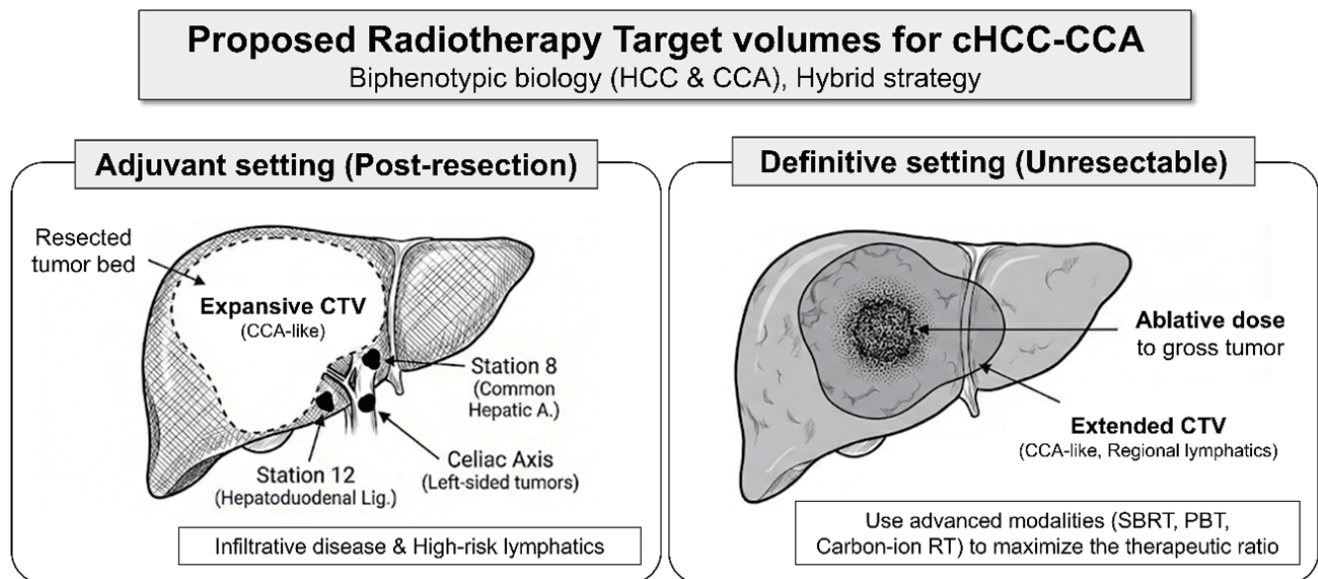 Proposed Radiotherapy Target volumes for cHCC-CCA
Biphenotypic biology (HCC & CCA), Hybrid strategy
Adjuvant setting (Post-resection)
Resected
tumor bed
Expansive CTV
(CCA-like)
Station 8
(Common
Hepatic A.)
Celiac Axis
(Left-sided tumors)
Station 12
(Hepatoduodenal Lig.)
Infiltrative disease & High-risk lymphatics
Definitive setting (Unresectable)
Ablative dose
to gross tumor
Extended CTV
(CCA-like, Regional lymphatics)
Use advanced modalities (SBRT, PBT,
Carbon-ion RT) to maximize the therapeutic ratio